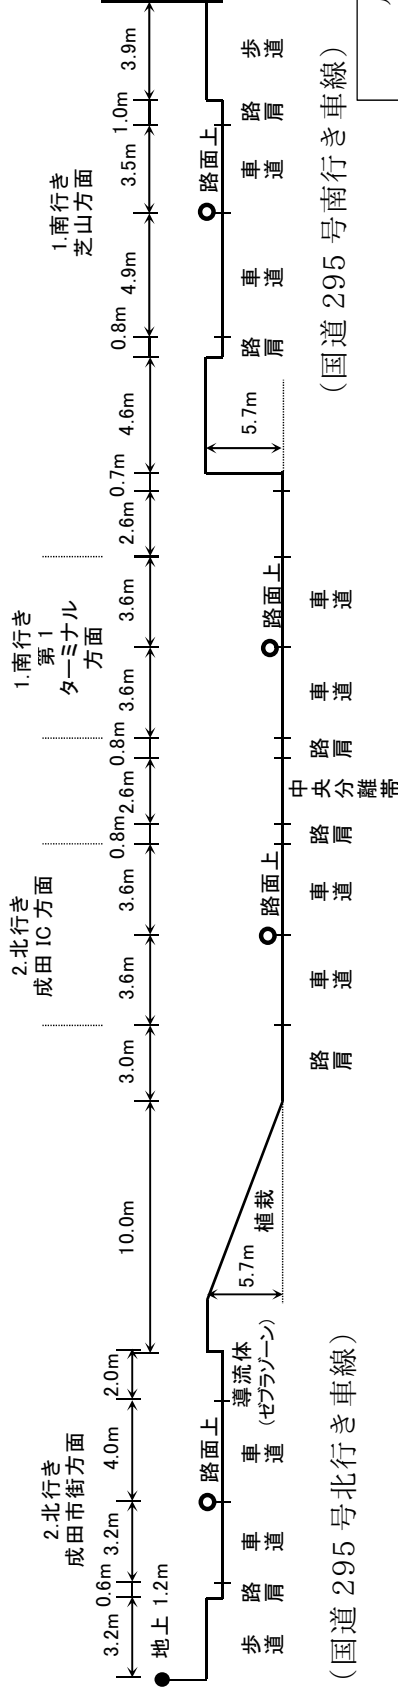 2.北行き
成田市街方面
2.北行き
成田 IC 方面
1.南行き
第1
ターミナル
方面
1.南行き
芝山方面
3.2m
0.6m
3.2m
4.0m
2.0m
10.0m
3.0m
3.6m
3.6m
0.8m
2.6m
0.8m
3.6m
3.6m
2.6m
0.7m
4.6m
0.8m
4.9m
3.5m
1.0m
3.9m
地上 1.2m
路面上
5.7m
植栽
路面上
路面上
5.7m
路面上
歩道
路肩
車道
車道
導流体
(ゼブラゾーン)
路肩
車道
車道
路肩
中央分離帯
路肩
車道
車道
路肩
車道
車道
路肩
歩道
(国道 295 号北行き車線)
(国道 295 号南行き車線)